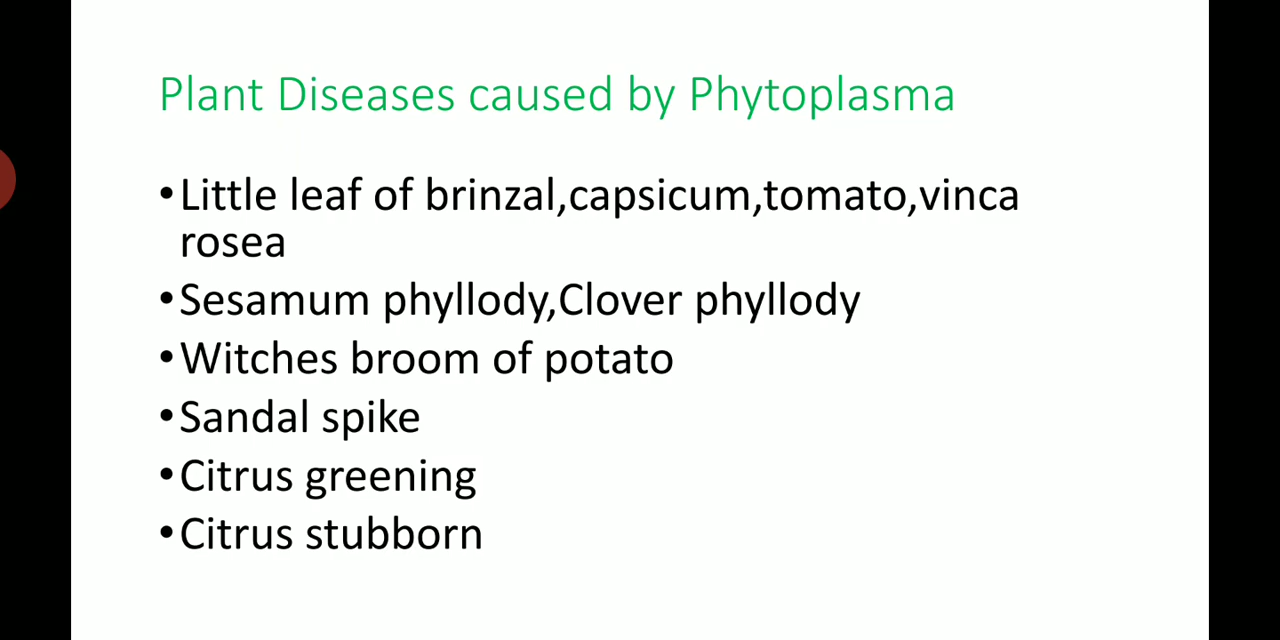 Plant Diseases caused by Phytoplasma
•Little leaf of brinzal,capsicum,tomato,vinca
rosea
•Sesamum phyllody,Clover phyllody
•Witches broom of potato
•Sandal spike
•Citrus greening
•Citrus stubborn